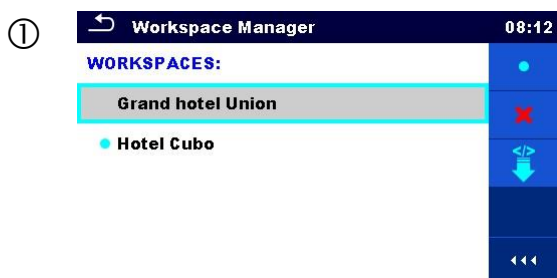 ①
Workspace Manager 08:12
WORKSPACES:
Grand hotel Union
Hotel Cubo
</>